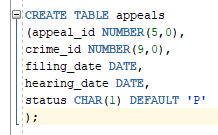 CREATE TABLE appeals
(appeal_id NUMBER(5,0),
crime_id NUMBER(9,0),
filing_date DATE,
hearing_date DATE,
status CHAR(1) DEFAULT 'P'
);